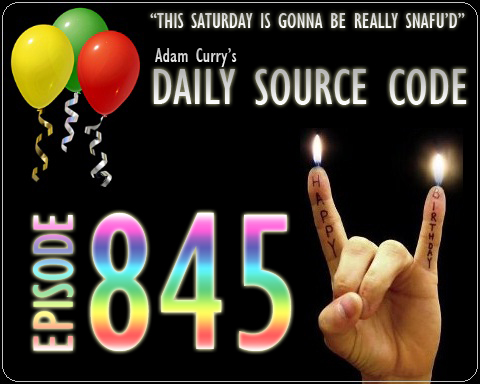 “THIS SATURDAY IS GONNA BE REALLY SNAFU’D”
Adam Curry’s
DAILY SOURCE CODE
EPISODE
845
HAPPY
BIRTHDAY